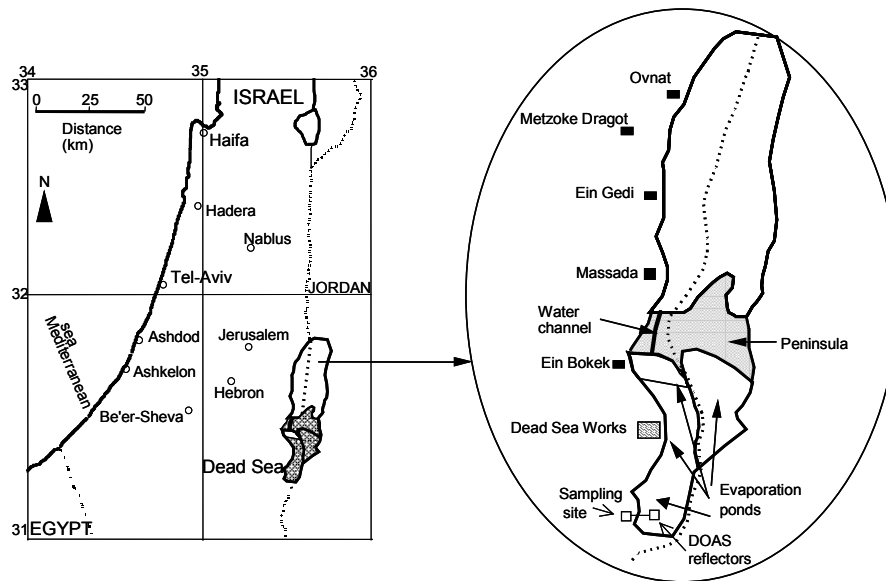 34
35
36
33
ISRAEL
0
25
50
Distance
(km)
Haifa
N
Hadera
Nablus
Tel-Aviv
32
JORDAN
sea
Mediterranean
Ashdod
Jerusalem
Ashkelon
Hebron
Be'er-Sheva
Dead Sea
31
EGYPT
Ovnat
Metzoke Dragot
Ein Gedi
Massada
Water
channel
Peninsula
Ein Bokek
Dead Sea Works
Evaporation
ponds
Sampling
site
DOAS
reflectors